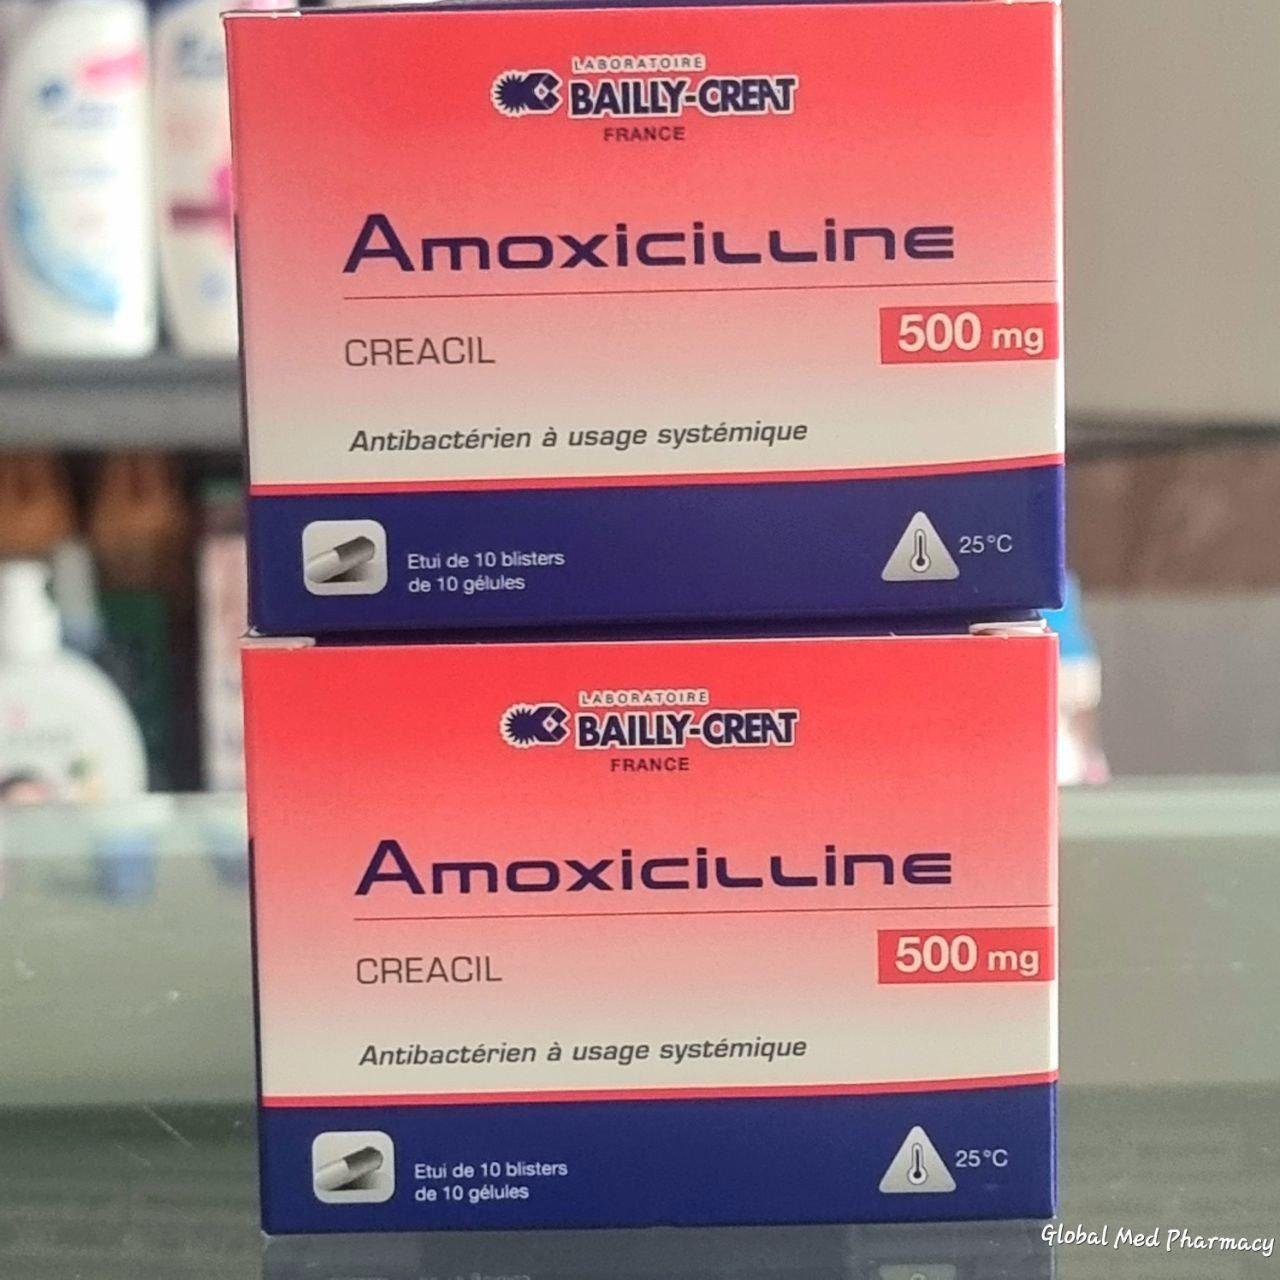 LABORATOIRE
BAILLY-CREAT
FRANCE
Amoxicilline
500 mg
CREACIL
Antibactérien à usage systémique
Etui de 10 blisters
de 10 gélules
25°C
LABORATOIRE
BAILLY-CREAT
FRANCE
Amoxicilline
500 mg
CREACIL
Antibactérien à usage systémique
Etui de 10 blisters
de 10 gélules
25°C
Global Med Pharmacy